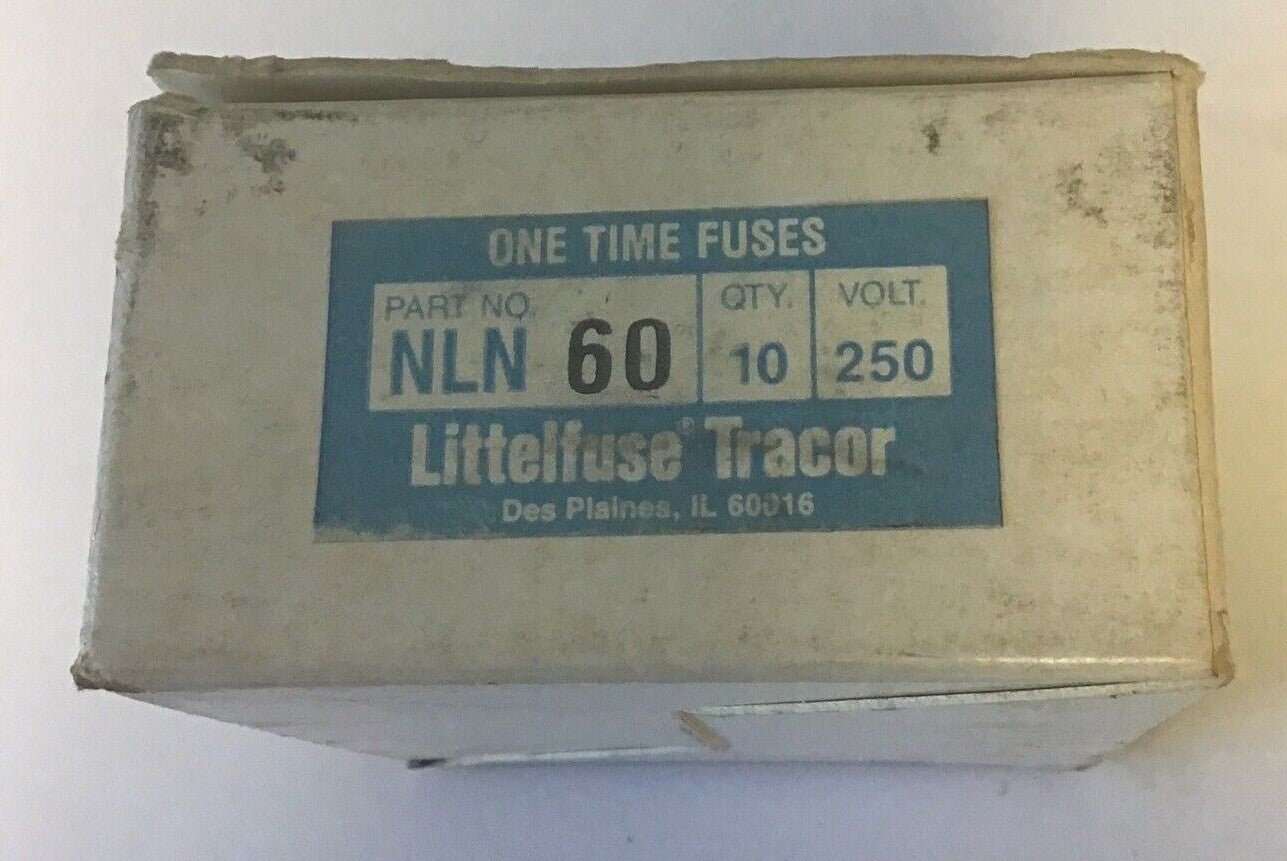 ONE TIME FUSES
PART NO. QTY. VOLT.
NLN 60 10 250
Littelfuse® Tracor
Des Plaines, IL 60016